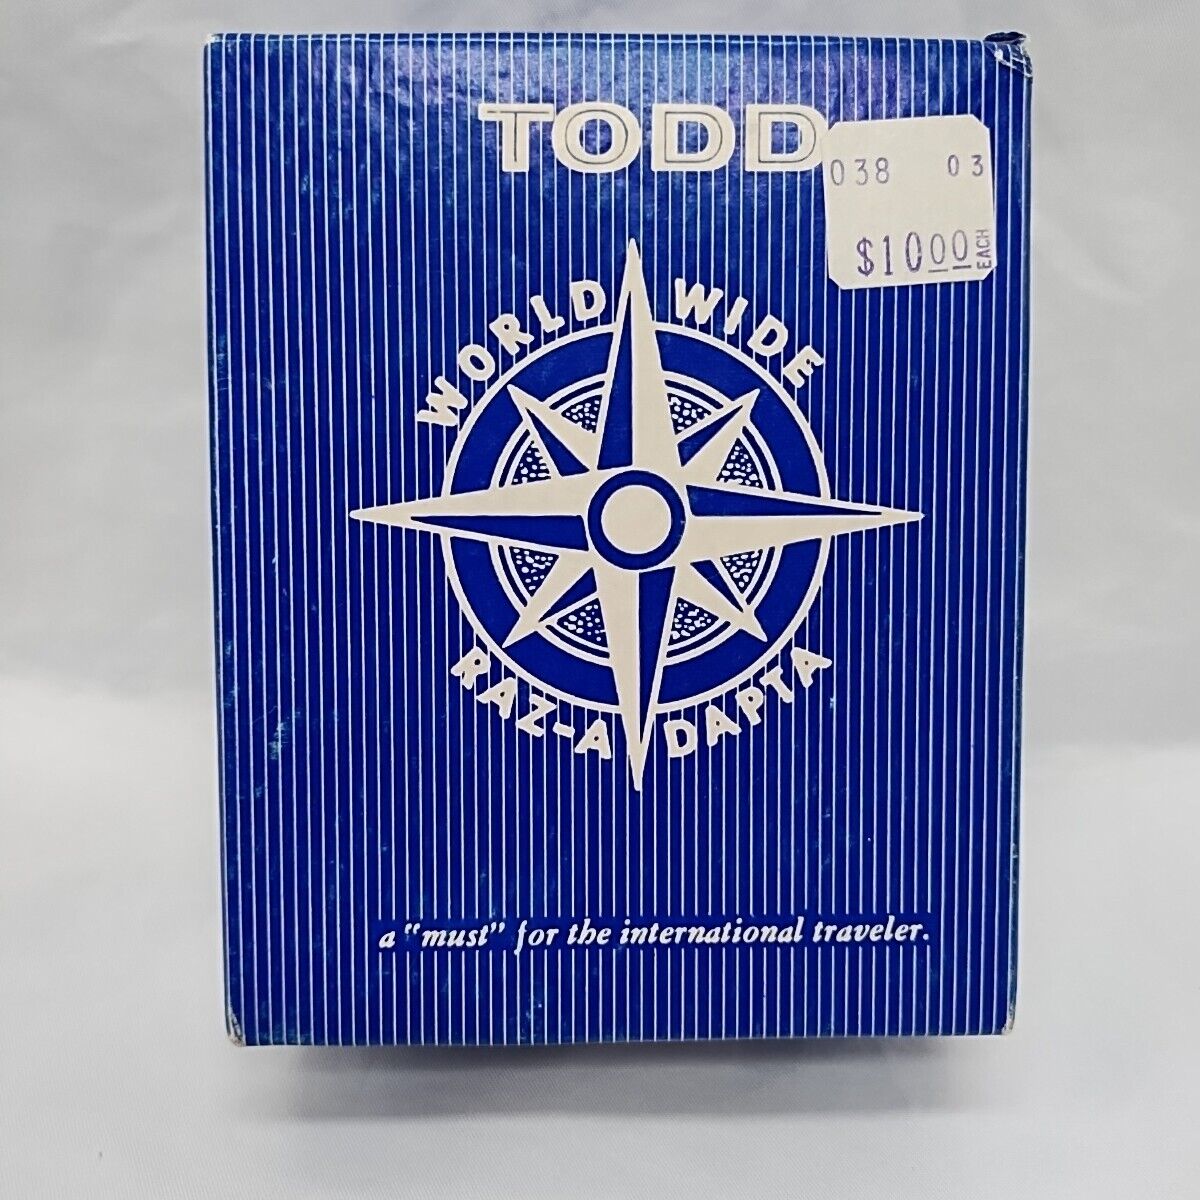 TODD
038 03
$10.00 EACH
WORLD WIDE
RAZ-A DAPTA
a "must" for the international traveler.